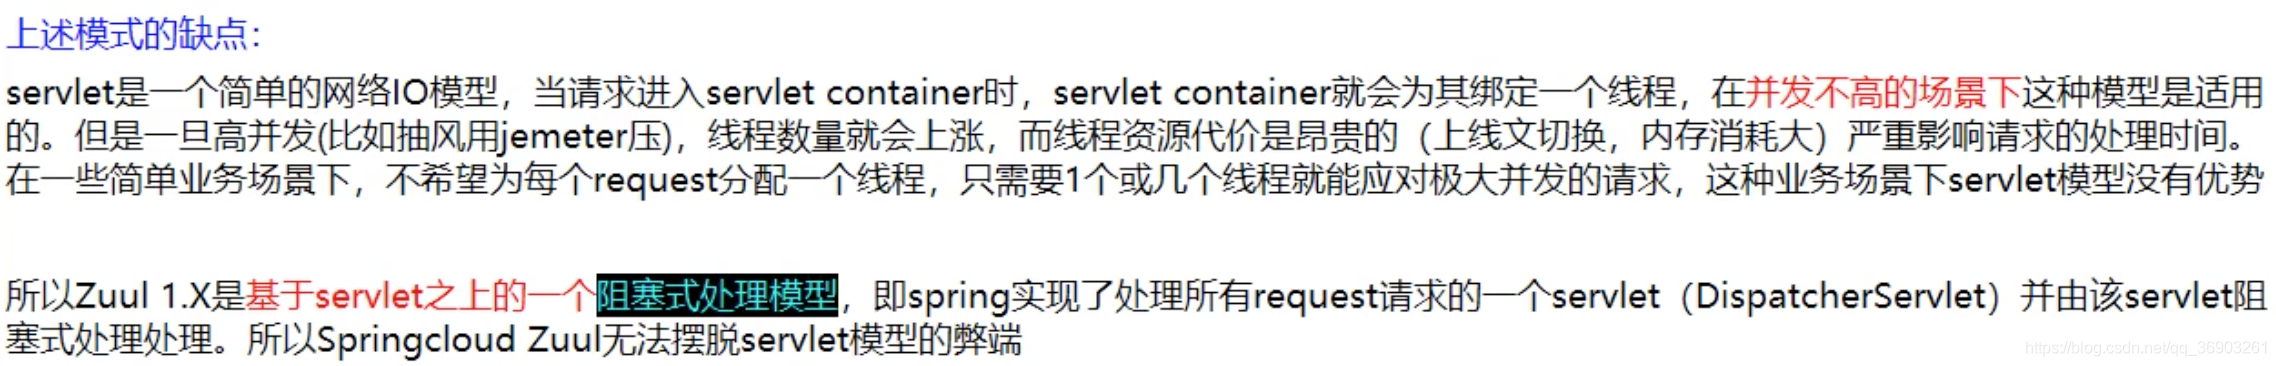 上述模式的缺点：
servlet是一个简单的网络IO模型，当请求进入servlet container时，servlet container就会为其绑定一个线程，在并发不高的场景下这种模型是适用
的。但是一旦高并发(比如抽风用jemeter压)，线程数量就会上涨，而线程资源代价是昂贵的（上线文切换，内存消耗大）严重影响请求的处理时间。
在一些简单业务场景下，不希望为每个request分配一个线程，只需要1个或几个线程就能应对极大并发的请求，这种业务场景下servlet模型没有优势
所以Zuul 1.X是基于servlet之上的一个阻塞式处理模型，即spring实现了处理所有request请求的一个servlet（DispatcherServlet）并由该servlet阻
塞式处理处理。所以Springcloud Zuul无法摆脱servlet模型的弊端
https://blog.csdn.net/qq_36903261